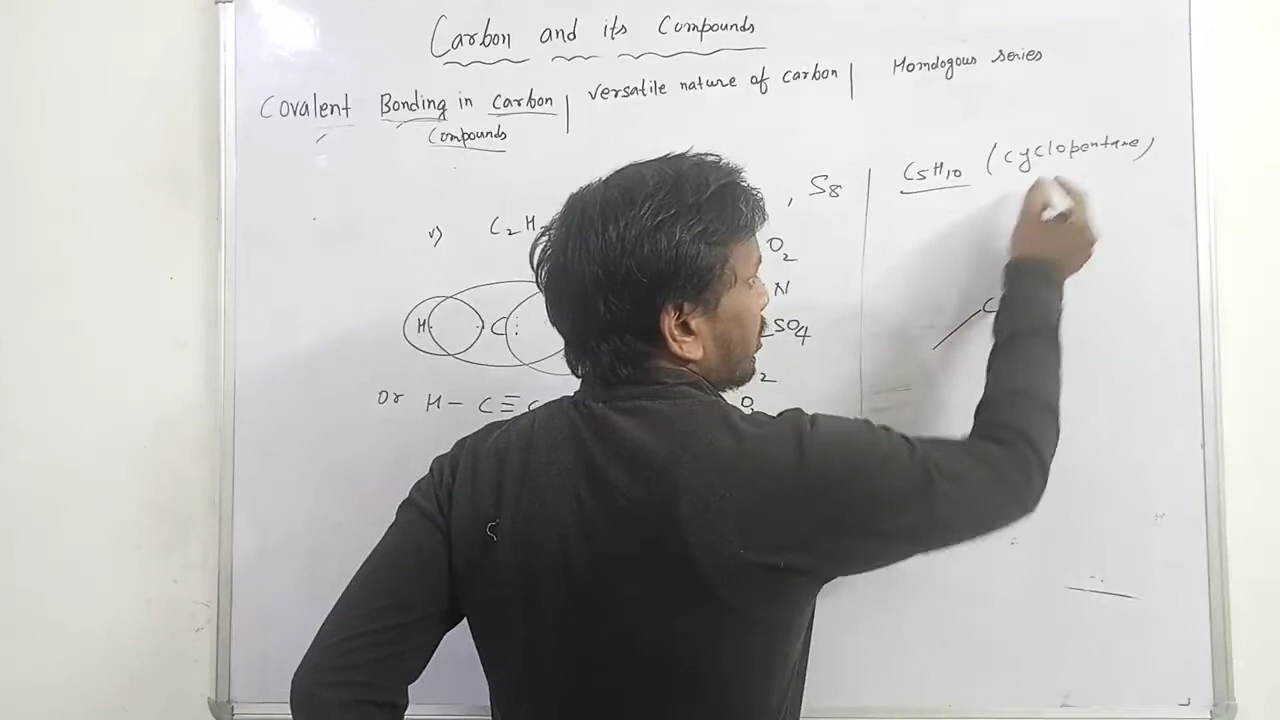 Carbon and its Compounds
Covalent Bonding in Carbon | versatile nature of carbon | Homologous series
Compounds
C5H10 (Cyclopentane)
, S8
v) C2H
O2
N
H C
SO4
C
2
Or H - C ≡ C
O